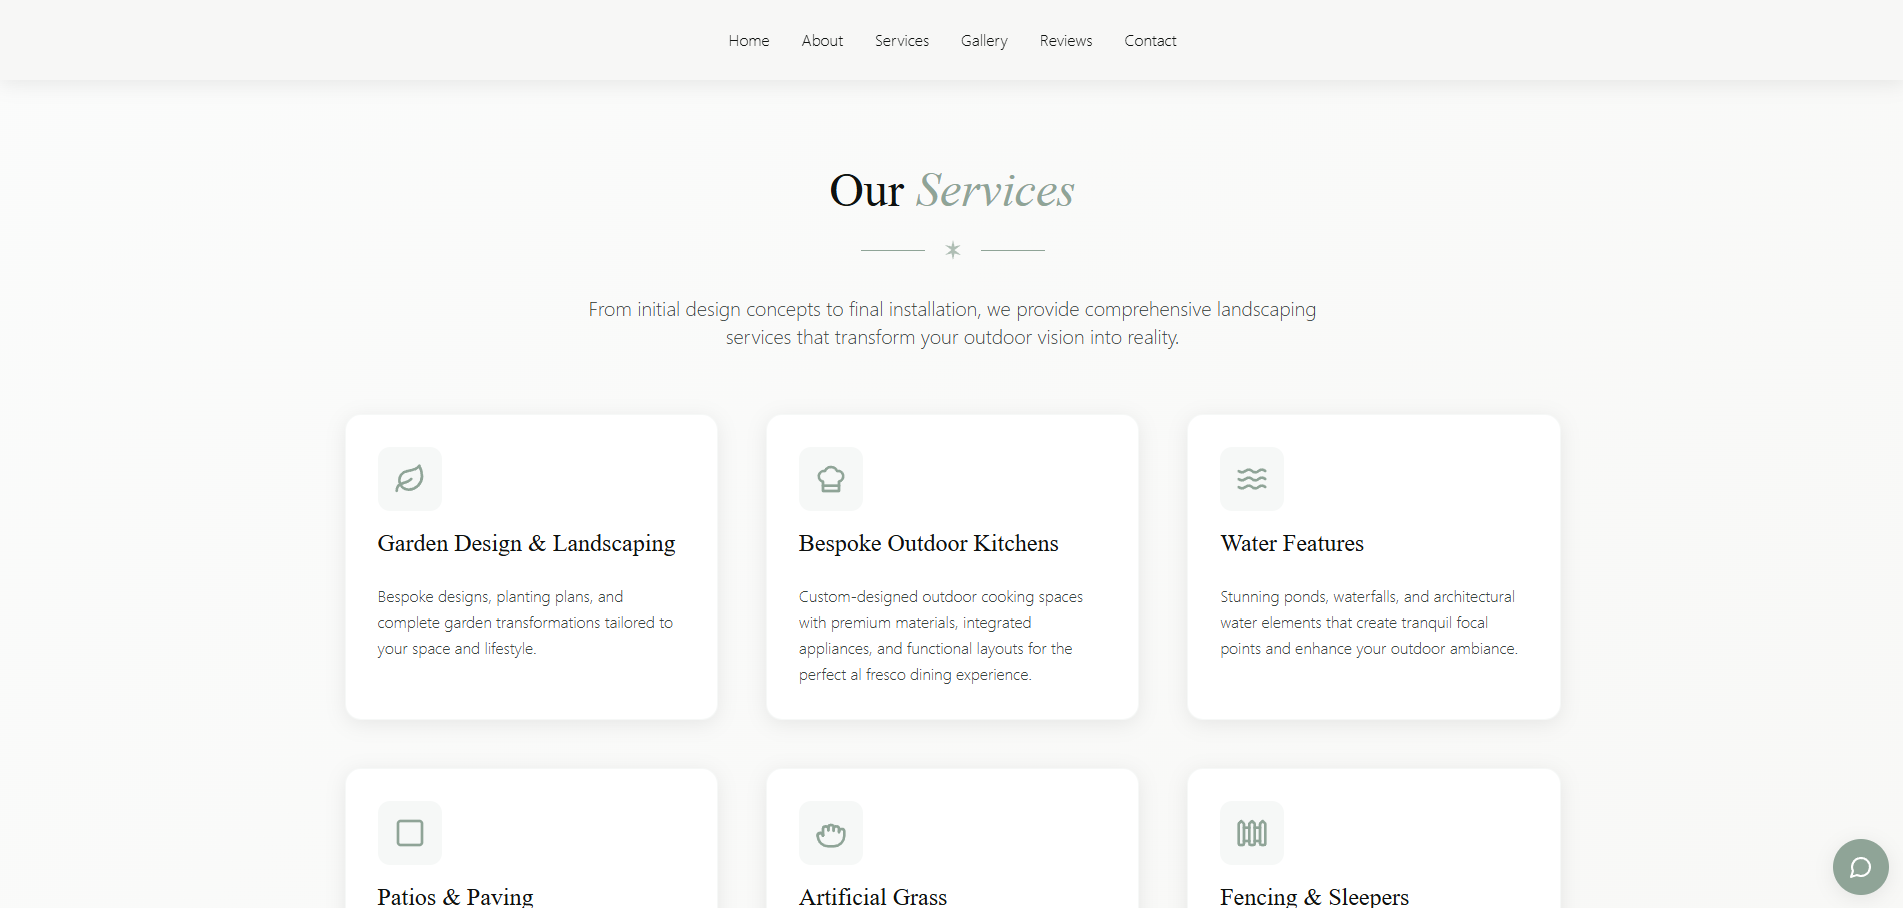 Home About Services Gallery Reviews Contact
Our Services
From initial design concepts to final installation, we provide comprehensive landscaping
services that transform your outdoor vision into reality.
Garden Design & Landscaping
Bespoke designs, planting plans, and
complete garden transformations tailored to
your space and lifestyle.
Bespoke Outdoor Kitchens
Custom-designed outdoor cooking spaces
with premium materials, integrated
appliances, and functional layouts for the
perfect al fresco dining experience.
Water Features
Stunning ponds, waterfalls, and architectural
water elements that create tranquil focal
points and enhance your outdoor ambiance.
Patios & Paving
Artificial Grass
Fencing & Sleepers